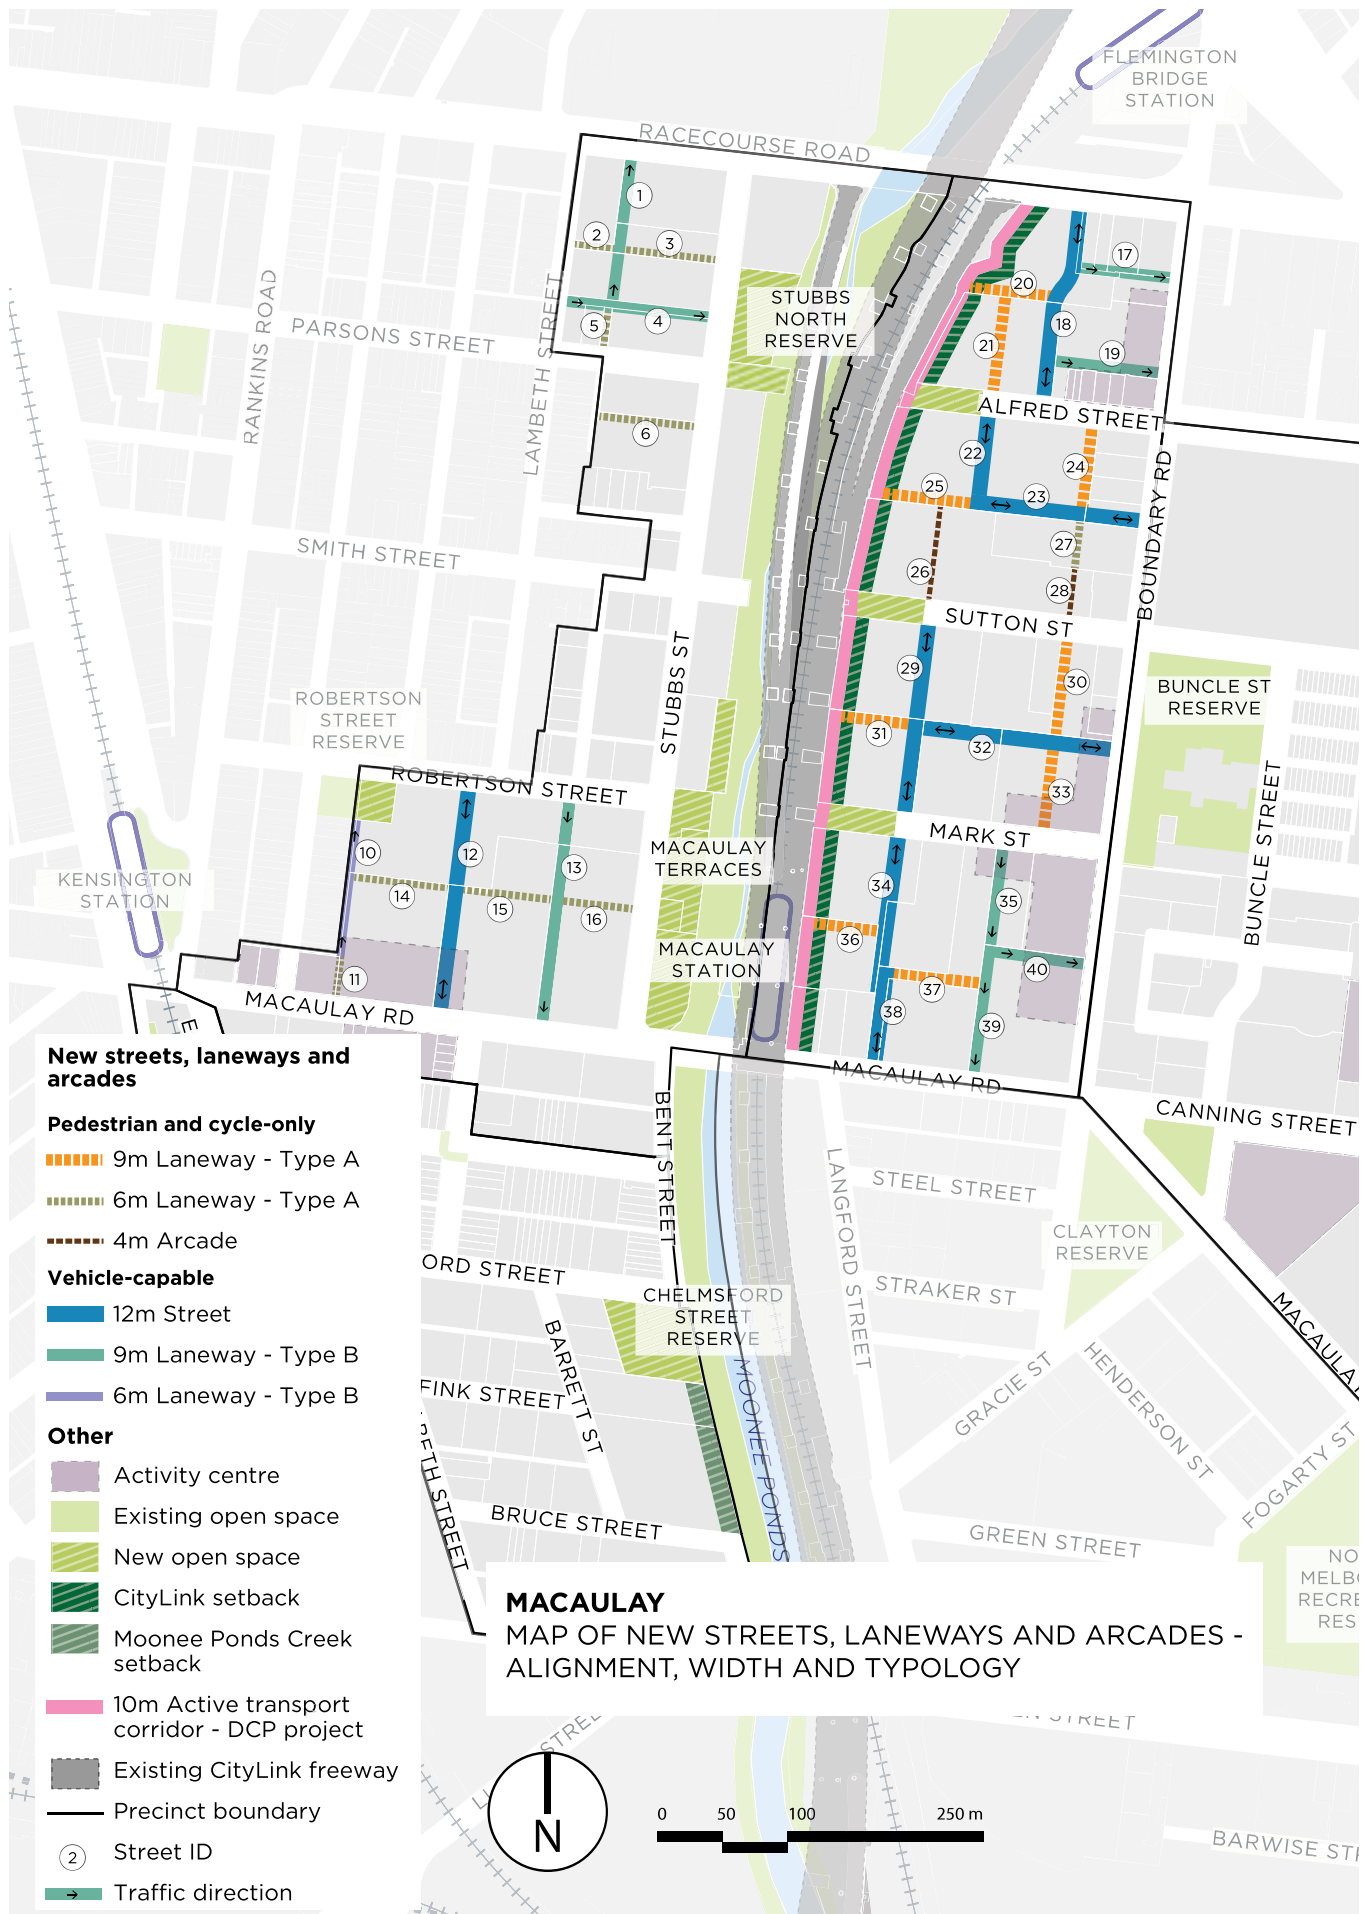 FLEMINGTON
BRIDGE
STATION
RACECOURSE ROAD
1
2
3
17
20
STUBBS
NORTH
RESERVE
RANKINS ROAD
LAMBETH STREET
PARSONS STREET
5
4
18
21
19
ALFRED STREET
6
22
24
25
23
BOUNDARY RD
SMITH STREET
26
27
28
SUTTON ST
STUBBS ST
29
30
BUNCLE ST
RESERVE
ROBERTSON
STREET
RESERVE
31
32
ROBERTSON STREET
33
BUNCLE STREET
MARK ST
10
12
13
MACAULAY
TERRACES
KENSINGTON
STATION
14
15
16
34
35
36
MACAULAY
STATION
11
37
40
MACAULAY RD
38
39
E
MACAULAY RD
BENT STREET
CANNING STREET
LANGFORD STREET
STEEL STREET
CLAYTON
RESERVE
ORD STREET
CHELMSFORD
STREET
RESERVE
STRAKER ST
MACAULA
BARRETT ST
FINK STREET
MOONEE PONDS
GRACIE ST
HENDERSON ST
FOGARTY ST
BETH STREET
BRUCE STREET
GREEN STREET
NO
MELBO
RECRE
RES
New streets, laneways and
arcades
Pedestrian and cycle-only
9m Laneway - Type A
6m Laneway - Type A
4m Arcade
Vehicle-capable
12m Street
9m Laneway - Type B
6m Laneway - Type B
Other
Activity centre
Existing open space
New open space
CityLink setback
Moonee Ponds Creek
setback
10m Active transport
corridor - DCP project
Existing CityLink freeway
Precinct boundary
2 Street ID
Traffic direction
MACAULAY
MAP OF NEW STREETS, LANEWAYS AND ARCADES -
ALIGNMENT, WIDTH AND TYPOLOGY
STREET
N
0 50 100 250 m
BARWISE STR